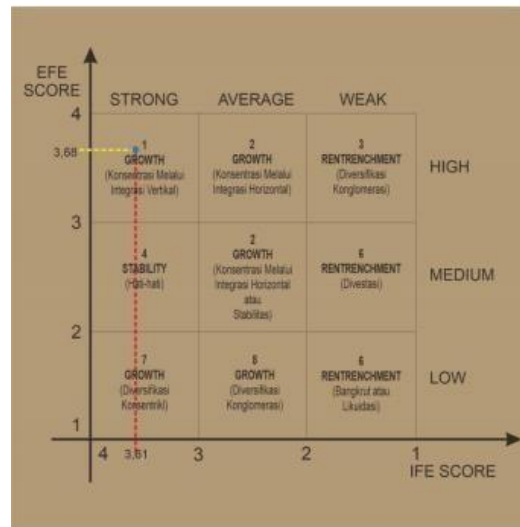 EFE
SCORE
STRONG
AVERAGE
WEAK
4
3,68
1
GROWTH
(Konsentrasi Melalui
Integrasi Vertikal)
2
GROWTH
(Konsentrasi Melalui
Integrasi Horizontal)
3
RENTRENCHMENT
(Diversifikasi
Konglomerasi)
HIGH
3
4
STABILITY
(Hati-hati)
2
GROWTH
(Konsentrasi Melalui
Integrasi Horizontal
atau
Stabilitas)
6
RENTRENCHMENT
(Divestasi)
MEDIUM
2
7
GROWTH
(Diversifikasi
Konsentrik)
8
GROWTH
(Diversifikasi
Konglomerasi)
6
RENTRENCHMENT
(Bangkrut atau
Likuidasi)
LOW
1
4
3,61
3
2
1
IFE SCORE